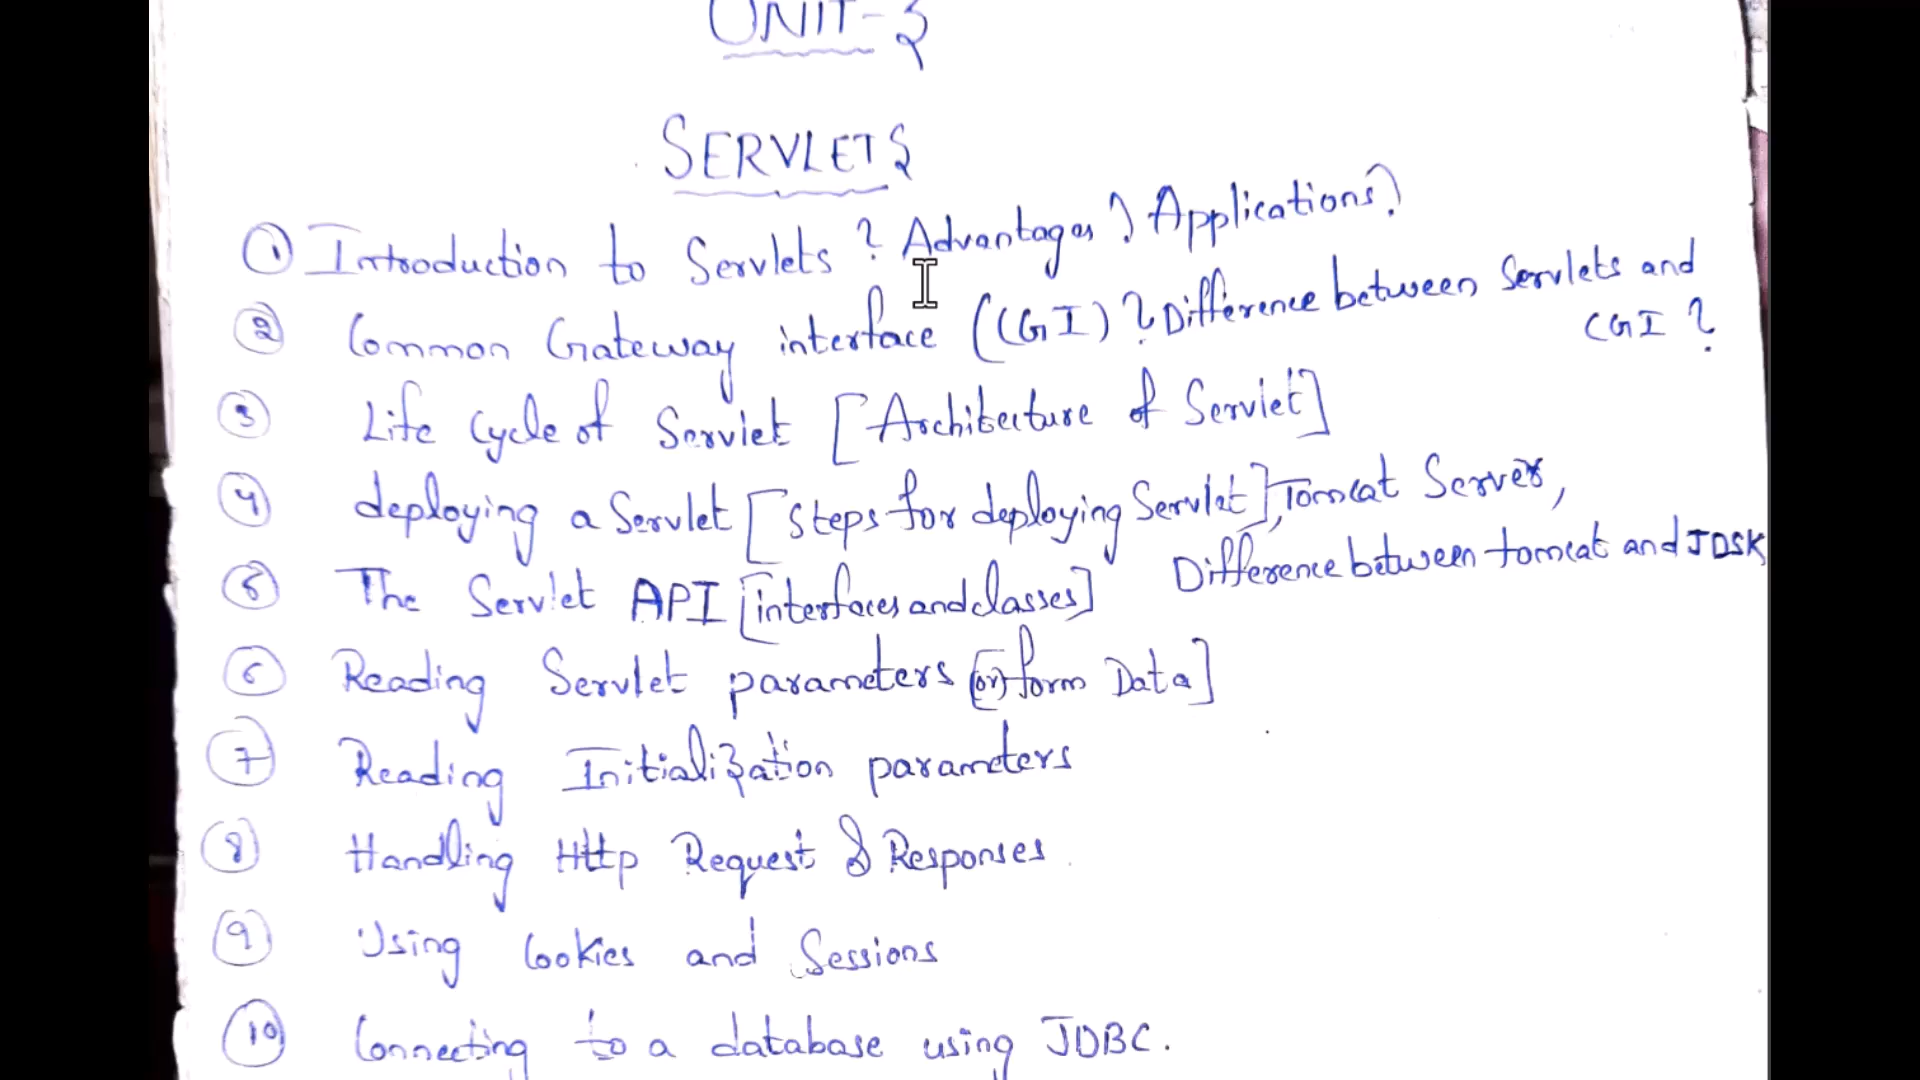 UNIT-3
SERVLETS
① Introduction to Servlets? Advantages? Applications?
② Common Gateway interface (CGI)? Difference between Servlets and
CGI?
③ Life Cycle of Servlet [Architecture of Servlet]
④ deploying a Servlet [Steps for deploying Servlet], Tomcat Server,
Difference between tomcat and JDSK
⑤ The Servlet API [interfaces and classes]
⑥ Reading Servlet parameters [(or) form Data]
⑦ Reading Initialization parameters
⑧ Handling Http Request & Responses
⑨ Using Cookies and Sessions
⑩ Connecting to a database using JDBC.